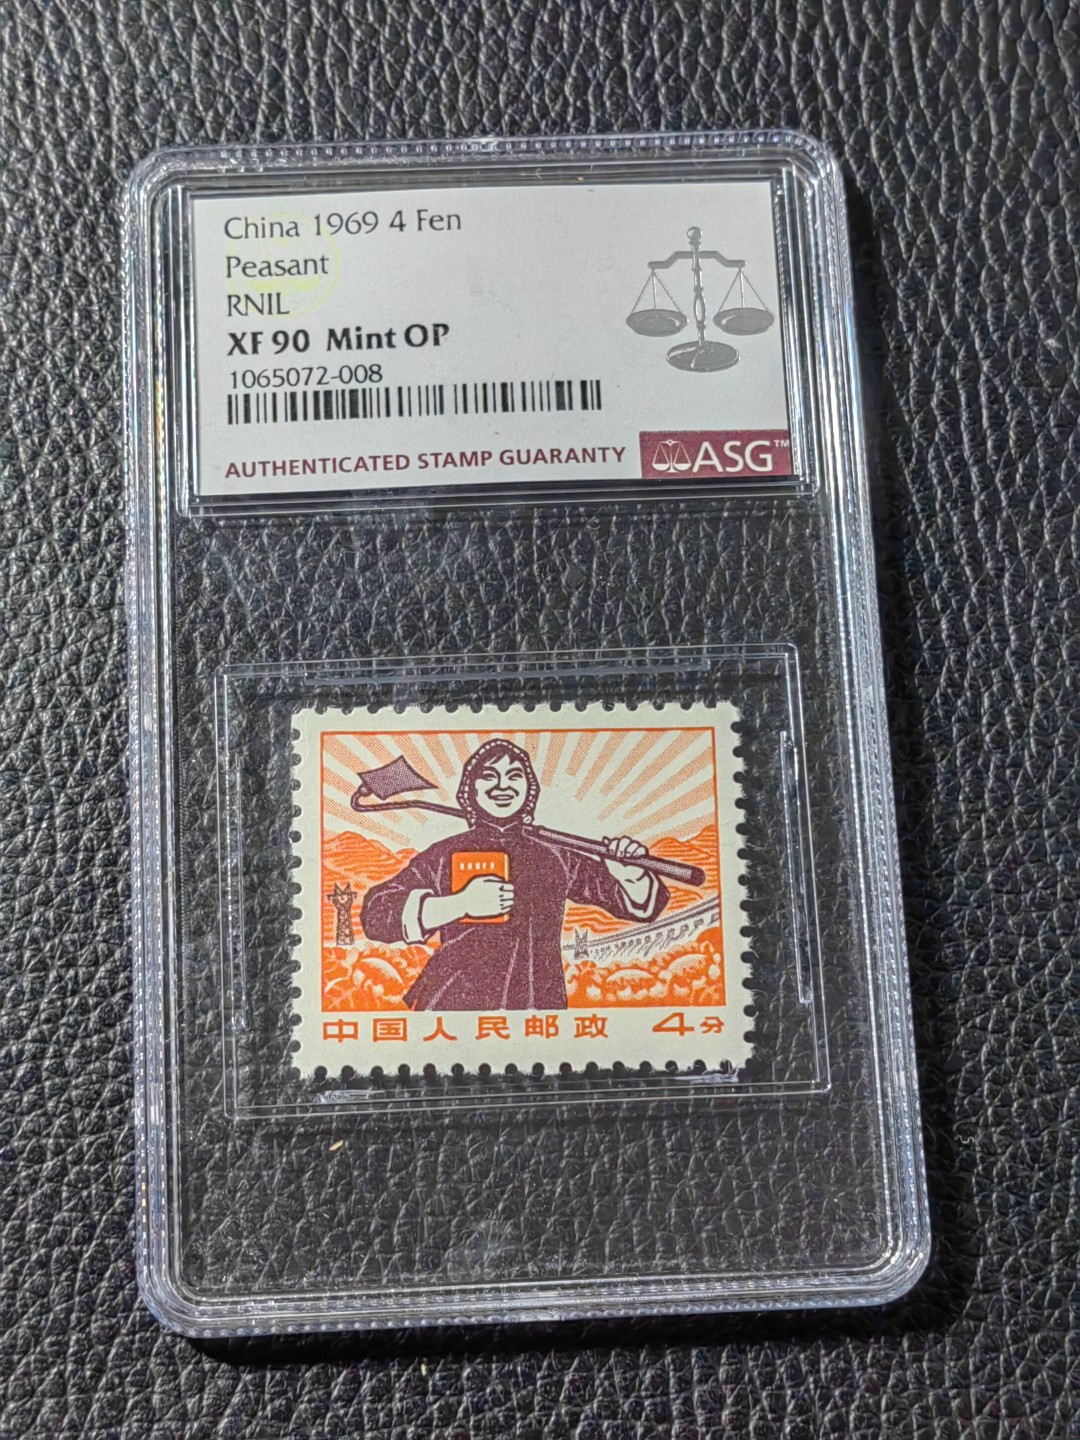 China 1969 4 Fen
Peasant
RNIL
XF 90 Mint OP
1065072-008
AUTHENTICATED STAMP GUARANTY
ASG™
中国人民邮政 4分